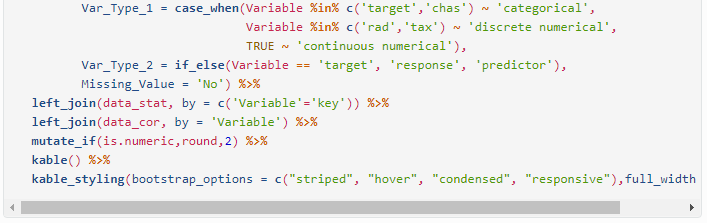 Var_Type_1 = case_when(Variable %in% c('target','chas') ~ 'categorical',
Variable %in% c('rad','tax') ~ 'discrete numerical',
TRUE ~ 'continuous numerical'),
Var_Type_2 = if_else(Variable == 'target', 'response', 'predictor'),
Missing_Value = 'No') %>%
left_join(data_stat, by = c('Variable'='key')) %>%
left_join(data_cor, by = 'Variable') %>%
mutate_if(is.numeric,round,2) %>%
kable() %>%
kable_styling(bootstrap_options = c("striped", "hover", "condensed", "responsive"),full_width